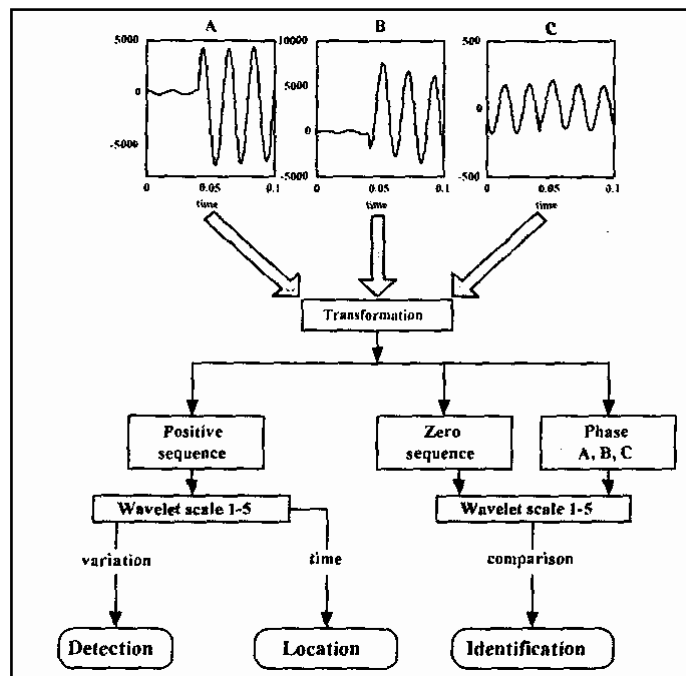 A B C
5000
0
-5000
0 0.05 0.1
time
10000
5000
0
-5000
0 0.05 0.1
time
500
0
-500
0 0.05 0.1
time
Transformation
Positive
sequence
Zero
sequence
Phase
A, B, C
Wavelet scale 1-5
Wavelet scale 1-5
variation
time
comparison
Detection
Location
Identification